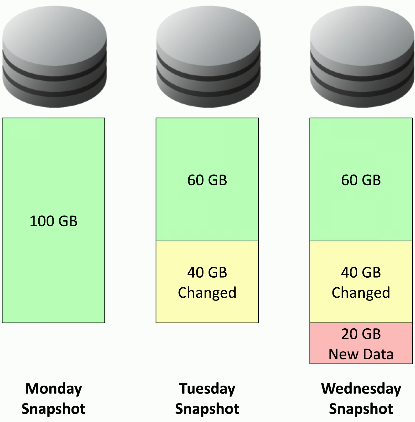 100 GB
60 GB
40 GB
Changed
60 GB
40 GB
Changed
20 GB
New Data
Monday
Snapshot
Tuesday
Snapshot
Wednesday
Snapshot